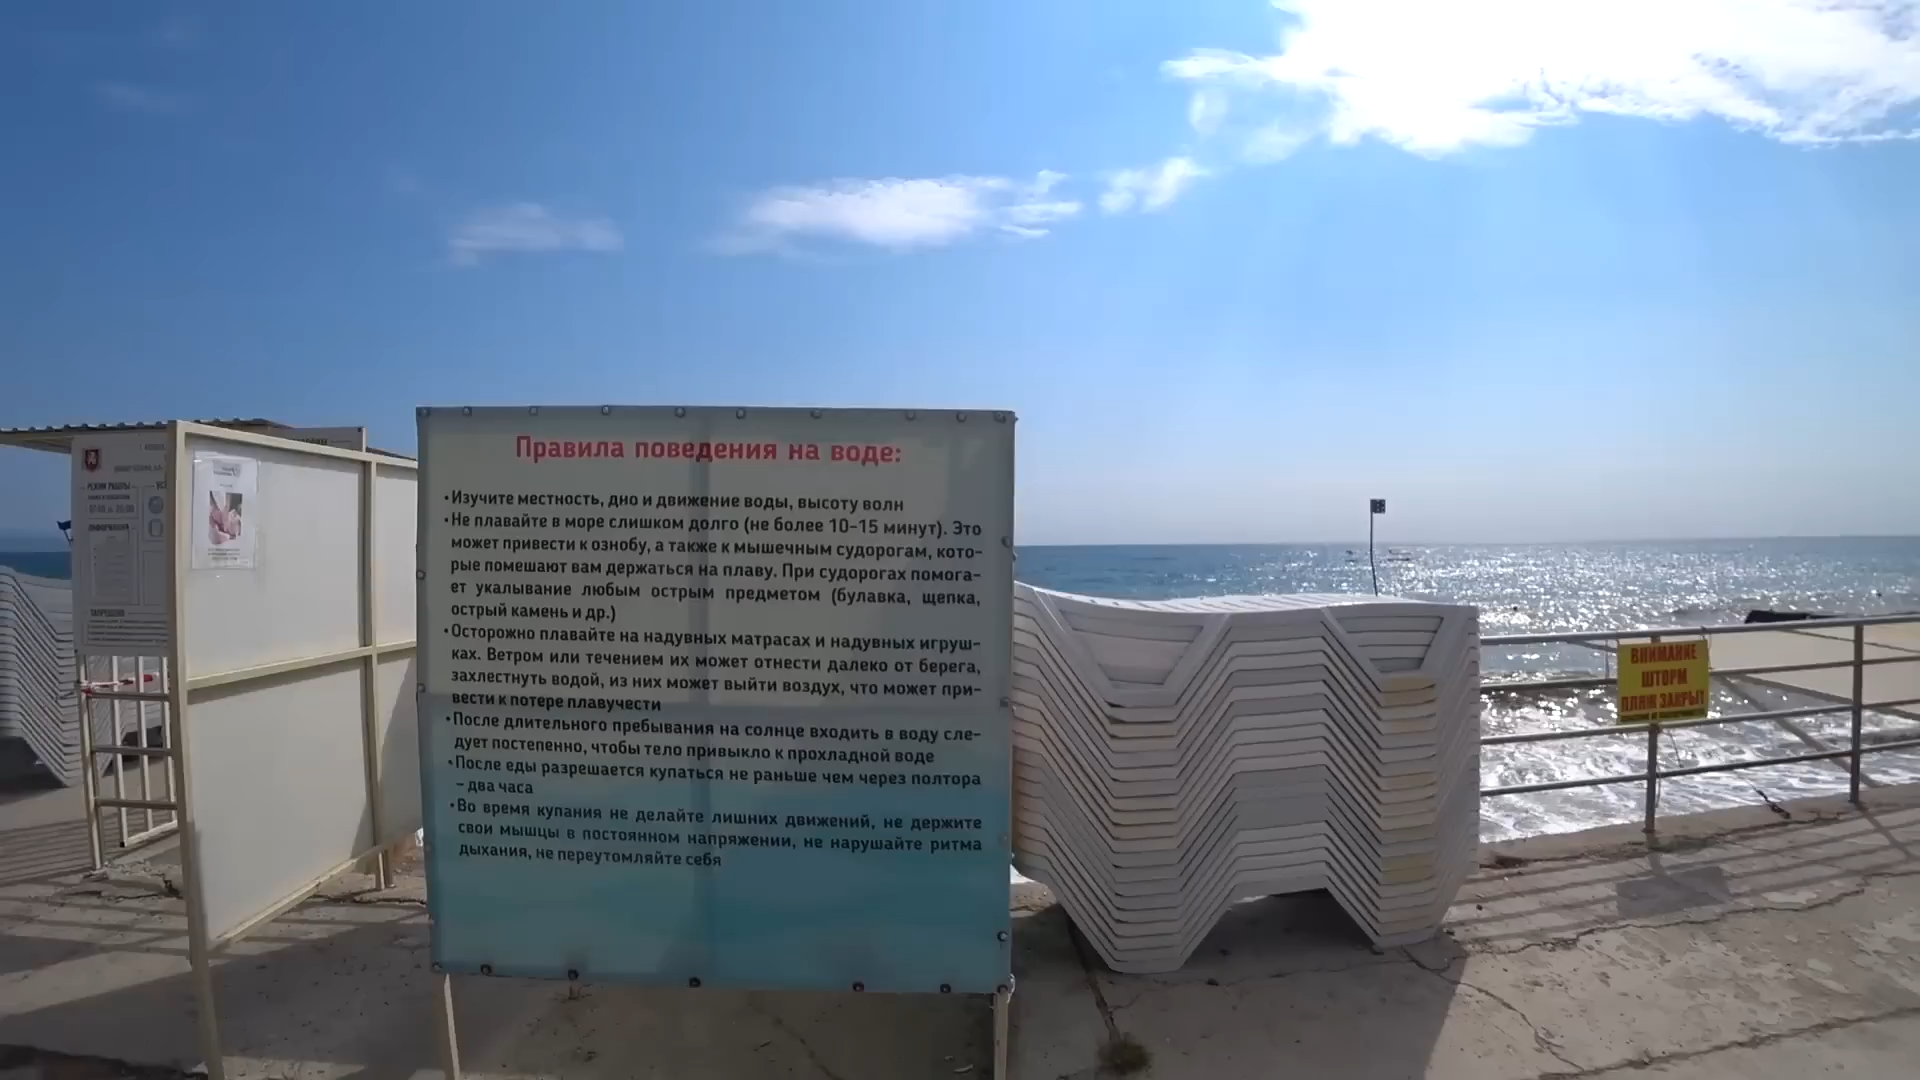 РЕЖИМ РАБОТЫ
ИНФОРМАЦИЯ
ЗАПРЕЩЕНО
Правила поведения на воде:
•Изучите местность, дно и движение воды, высоту волн
•Не плавайте в море слишком долго (не более 10–15 минут). Это
может привести к ознобу, а также к мышечным судорогам, кото-
рые помешают вам держаться на плаву. При судорогах помога-
ет укалывание любым острым предметом (булавка, щепка,
острый камень и др.)
•Осторожно плавайте на надувных матрасах и надувных игруш-
ках. Ветром или течением их может отнести далеко от берега,
захлестнуть водой, из них может выйти воздух, что может при-
вести к потере плавучести
•После длительного пребывания на солнце входить в воду сле-
дует постепенно, чтобы тело привыкло к прохладной воде
•После еды разрешается купаться не раньше чем через полтора
– два часа
•Во время купания не делайте лишних движений, не держите
свои мышцы в постоянном напряжении, не нарушайте ритма
дыхания, не переутомляйте себя
ВНИМАНИЕ
ШТОРМ
ПЛЯЖ ЗАКРЫТ